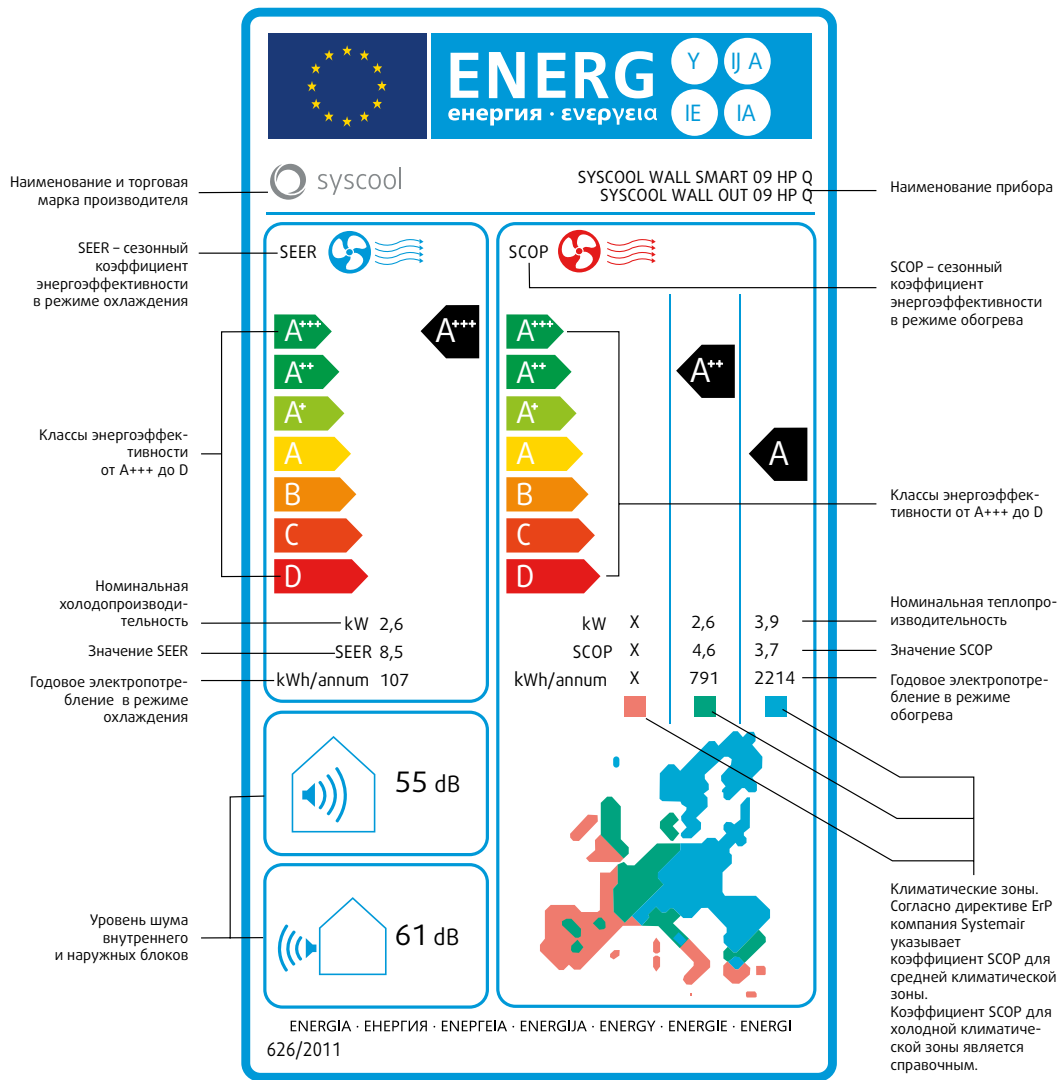 ENERG
енергия · ενεργεια
Y
IJ A
IE
IA
syscool
SYSCOOL WALL SMART 09 HP Q
SYSCOOL WALL OUT 09 HP Q
Наименование и торговая
марка производителя
Наименование прибора
SEER – сезонный
коэффициент
энергоэффективности
в режиме охлаждения
SEER
SCOP
SCOP – сезонный
коэффициент
энергоэффективности
в режиме обогрева
A+++
A++
A+
A
B
C
D
A+++
A+++
A++
A+
A
B
C
D
A++
A
Классы энергоэффек-
тивности
от A+++ до D
Классы энергоэффек-
тивности от A+++ до D
Номинальная
холодопроизводи-
тельность
kW 2,6
Значение SEER
SEER 8,5
Годовое электропотре-
бление в режиме
охлаждения
kWh/annum 107
kW X 2,6 3,9
SCOP X 4,6 3,7
kWh/annum X 791 2214
Номинальная теплопро-
изводительность
Значение SCOP
Годовое электропотре-
бление в режиме
обогрева
55 dB
61 dB
Уровень шума
внутреннего
и наружных блоков
Климатические зоны.
Согласно директиве ErP
компания Systemair
указывает
коэффициент SCOP для
средней климатической
зоны.
Коэффициент SCOP для
холодной климатиче-
ской зоны является
справочным.
ENERGIA · ЕНЕРГИЯ · ΕΝΕΡΓΕΙΑ · ENERGIJA · ENERGY · ENERGIE · ENERGI
626/2011